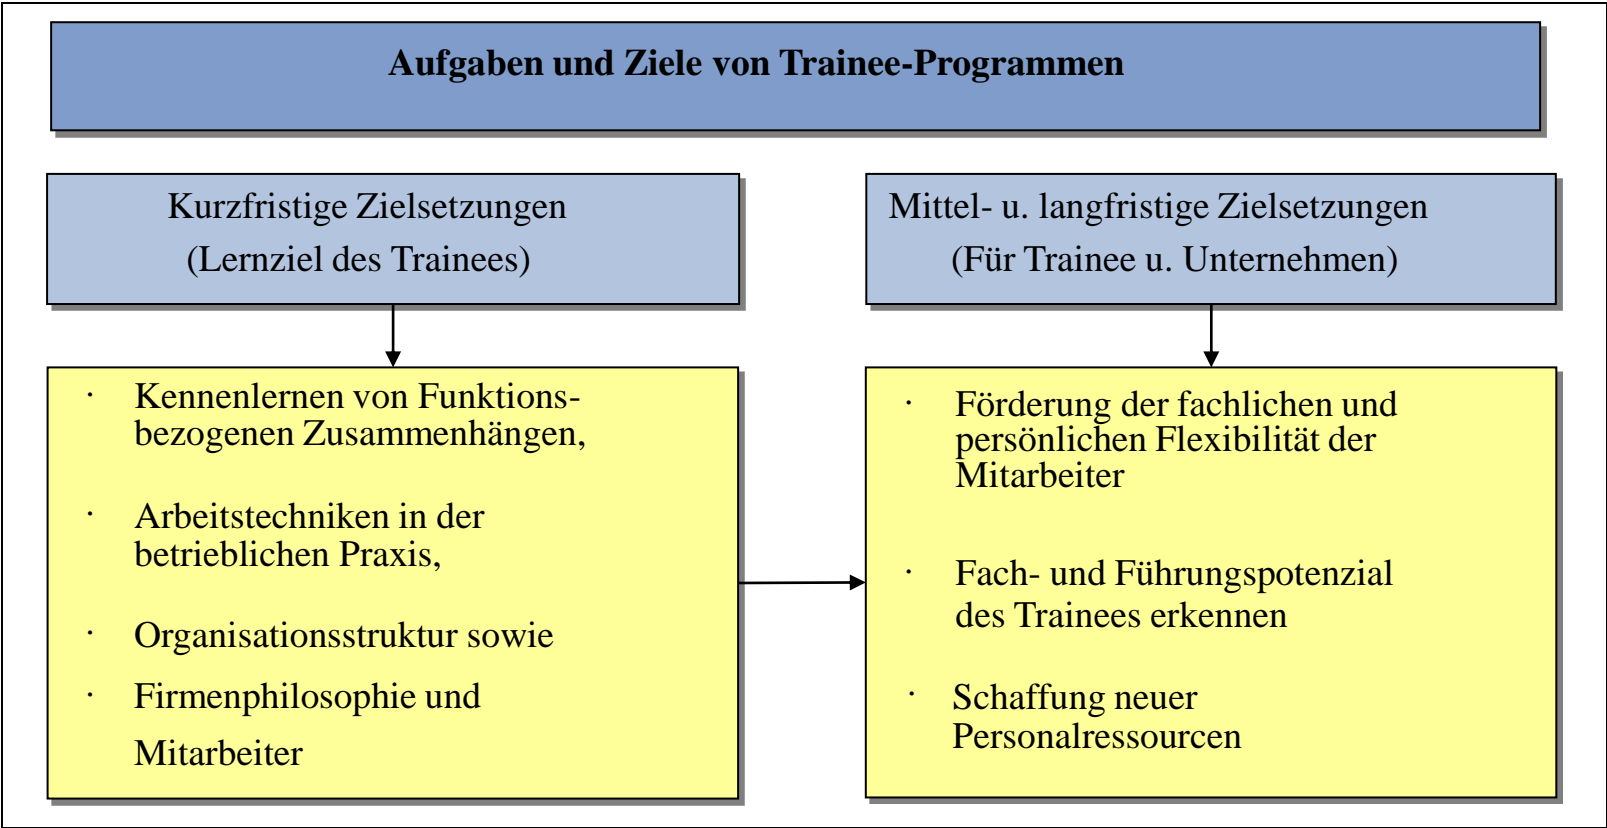 Aufgaben und Ziele von Trainee-Programmen
Kurzfristige Zielsetzungen
(Lernziel des Trainees)
Mittel- u. langfristige Zielsetzungen
(Für Trainee u. Unternehmen)
· Kennenlernen von Funktions-
bezogenen Zusammenhängen,
· Arbeitstechniken in der
betrieblichen Praxis,
· Organisationsstruktur sowie
· Firmenphilosophie und
Mitarbeiter
· Förderung der fachlichen und
persönlichen Flexibilität der
Mitarbeiter
· Fach- und Führungspotenzial
des Trainees erkennen
· Schaffung neuer
Personalressourcen